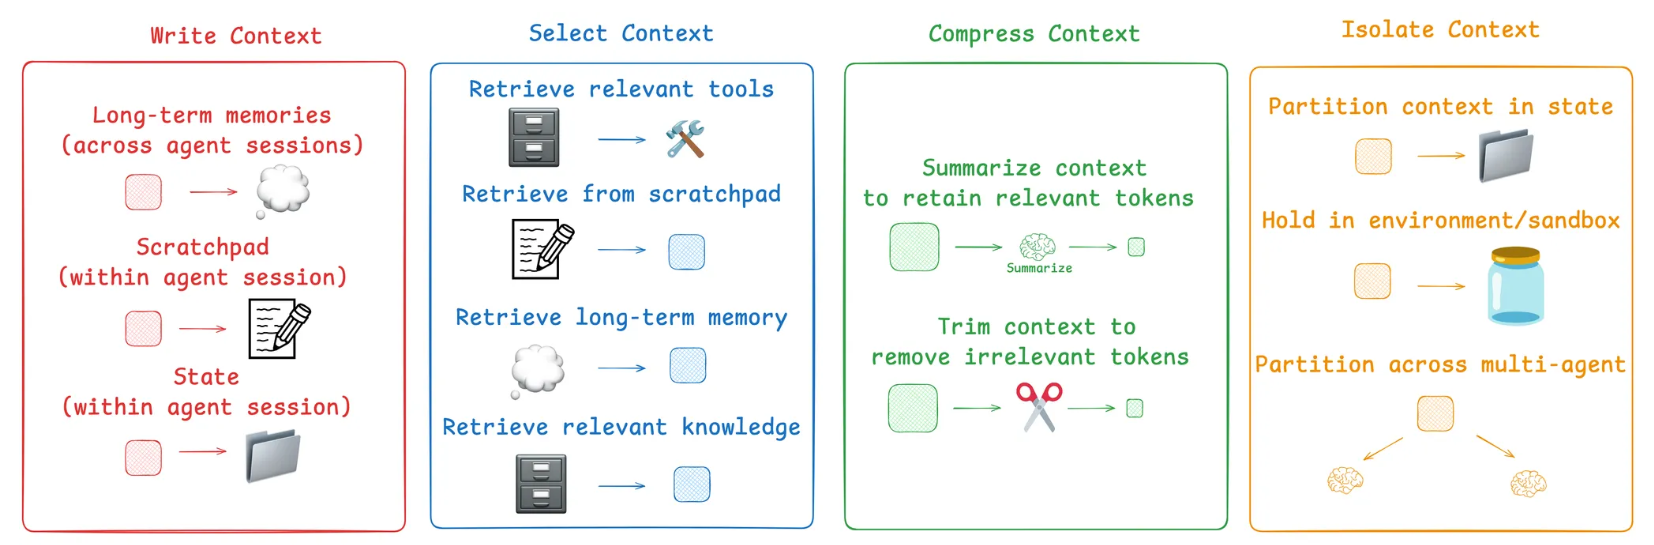 Write Context
Long-term memories
(across agent sessions)
Scratchpad
(within agent session)
State
(within agent session)
Select Context
Retrieve relevant tools
Retrieve from scratchpad
Retrieve long-term memory
Retrieve relevant knowledge
Compress Context
Summarize context
to retain relevant tokens
Summarize
Trim context to
remove irrelevant tokens
Isolate Context
Partition context in state
Hold in environment/sandbox
Partition across multi-agent